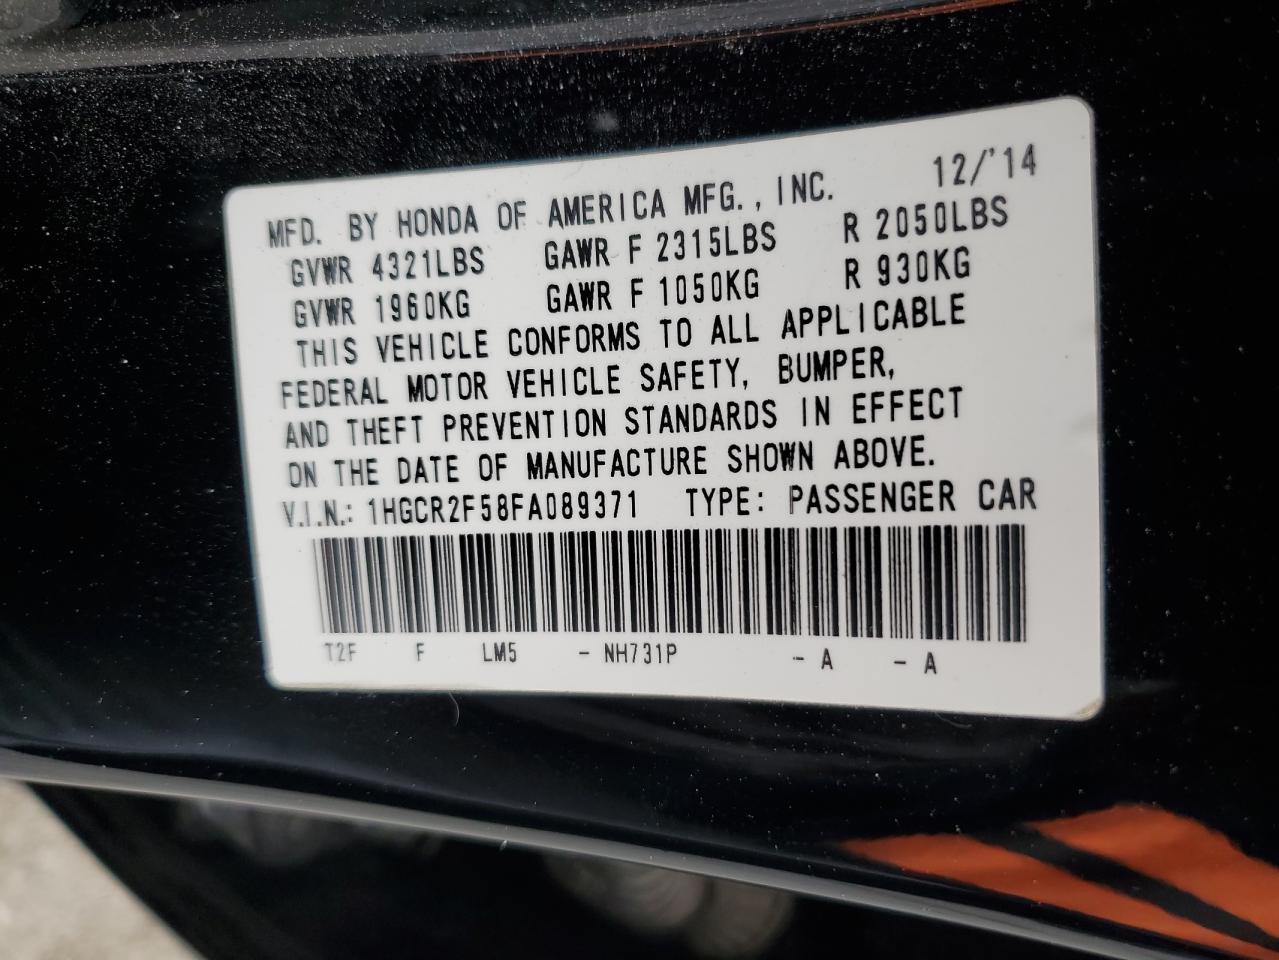 12/'14
MFD. BY HONDA OF AMERICA MFG., INC.
GVWR 4321LBS GAWR F 2315LBS R 2050LBS
GVWR 1960KG GAWR F 1050KG R 930KG
THIS VEHICLE CONFORMS TO ALL APPLICABLE
FEDERAL MOTOR VEHICLE SAFETY, BUMPER,
AND THEFT PREVENTION STANDARDS IN EFFECT
ON THE DATE OF MANUFACTURE SHOWN ABOVE.
V.I.N.: 1HGCR2F58FA089371 TYPE: PASSENGER CAR
T2F F LM5 - NH731P - A - A